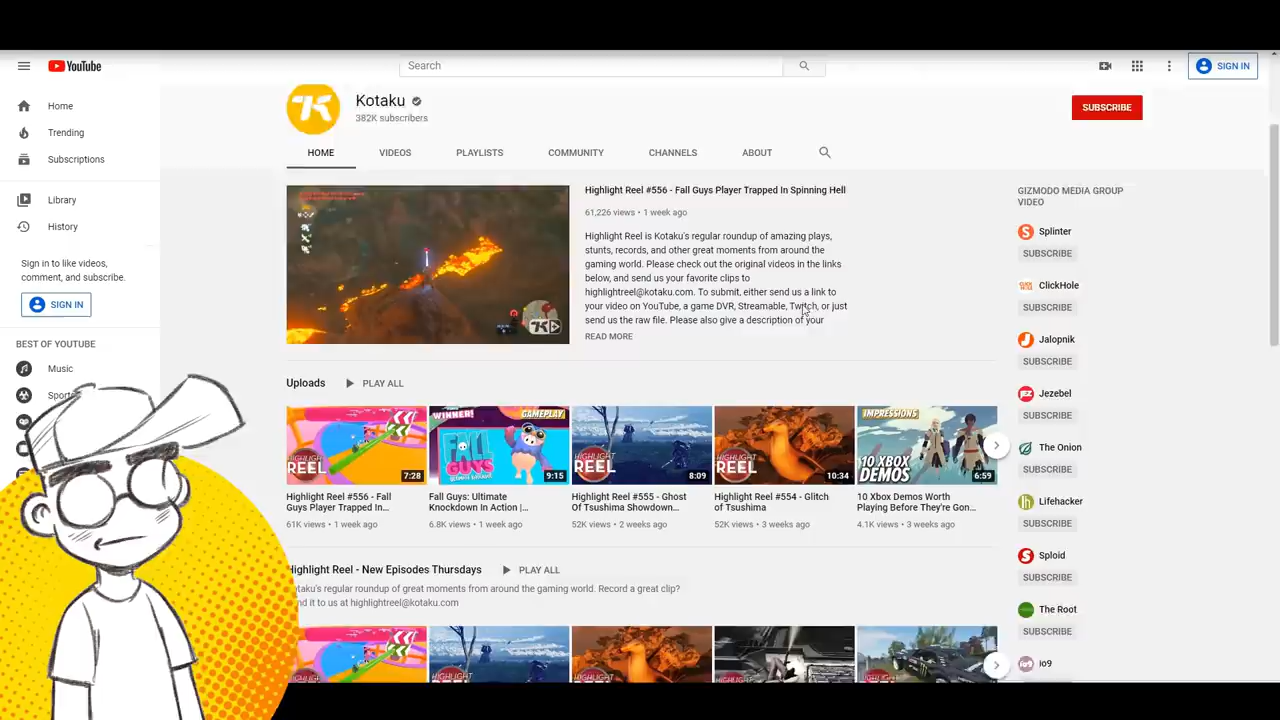 YouTube
Search
SIGN IN
Home
Trending
Subscriptions
Library
History
Sign in to like videos,
comment, and subscribe.
SIGN IN
BEST OF YOUTUBE
Music
Sports
Kotaku
382K subscribers
SUBSCRIBE
HOME
VIDEOS
PLAYLISTS
COMMUNITY
CHANNELS
ABOUT
Highlight Reel #556 - Fall Guys Player Trapped In Spinning Hell
61,226 views • 1 week ago
Highlight Reel is Kotaku's regular roundup of amazing plays,
stunts, records, and other great moments from around the
gaming world. Please check out the original videos in the links
below, and send us your favorite clips to
highlightreel@kotaku.com. To submit, either send us a link to
your video on YouTube, a game DVR, Streamable, Twitch, or just
send us the raw file. Please also give a description of your
READ MORE
Uploads
PLAY ALL
HIGHLIGHT
REEL
7:28
Highlight Reel #556 - Fall
Guys Player Trapped In...
61K views • 1 week ago
WINNER!
GAMEPLAY
FALL
GUYS
9:15
Fall Guys: Ultimate
Knockdown In Action |...
6.8K views • 1 week ago
HIGHLIGHT
REEL
8:09
Highlight Reel #555 - Ghost
Of Tsushima Showdown...
52K views • 2 weeks ago
HIGHLIGHT
REEL
10:34
Highlight Reel #554 - Glitch
of Tsushima
52K views • 3 weeks ago
IMPRESSIONS
10 XBOX
DEMOS
6:59
10 Xbox Demos Worth
Playing Before They're Gon...
4.1K views • 3 weeks ago
Highlight Reel - New Episodes Thursdays
PLAY ALL
otaku's regular roundup of great moments from around the gaming world. Record a great clip?
nd it to us at highlightreel@kotaku.com
GIZMODO MEDIA GROUP
VIDEO
Splinter
SUBSCRIBE
ClickHole
SUBSCRIBE
Jalopnik
SUBSCRIBE
Jezebel
SUBSCRIBE
The Onion
SUBSCRIBE
Lifehacker
SUBSCRIBE
Sploid
SUBSCRIBE
The Root
SUBSCRIBE
io9